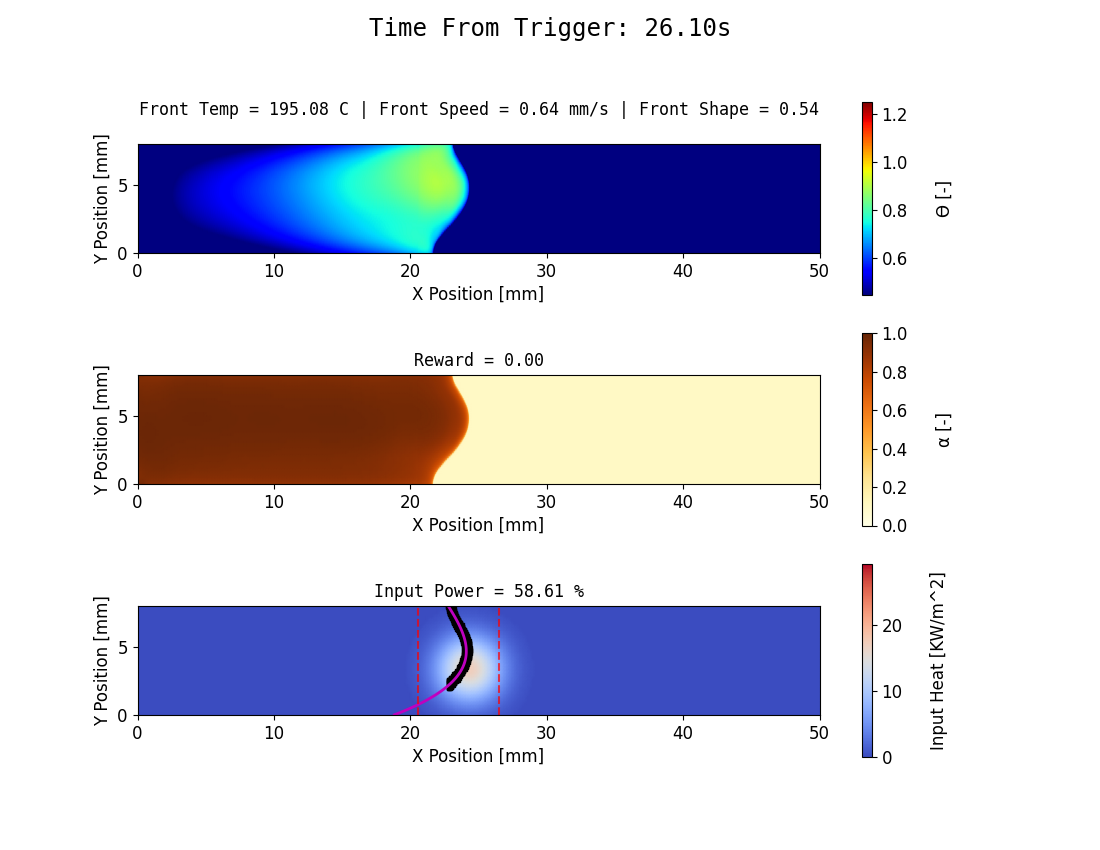 Time From Trigger: 26.10s
Front Temp = 195.08 C | Front Speed = 0.64 mm/s | Front Shape = 0.54
Y Position [mm]
5
0
0 10 20 30 40 50
X Position [mm]
1.2
1.0
0.8
0.6
Θ [-]
Reward = 0.00
Y Position [mm]
5
0
0 10 20 30 40 50
X Position [mm]
1.0
0.8
0.6
0.4
0.2
0.0
α [-]
Input Power = 58.61 %
Y Position [mm]
5
0
0 10 20 30 40 50
X Position [mm]
20
10
0
Input Heat [KW/m^2]